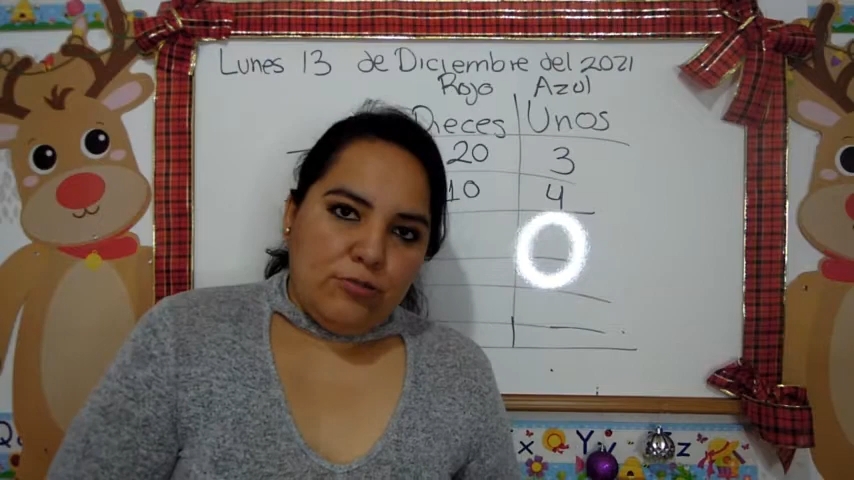 Lunes 13 de Diciembre del 2021
Rojo Azul
Dieces Unos
20 3
10 4
X Q Y R Z